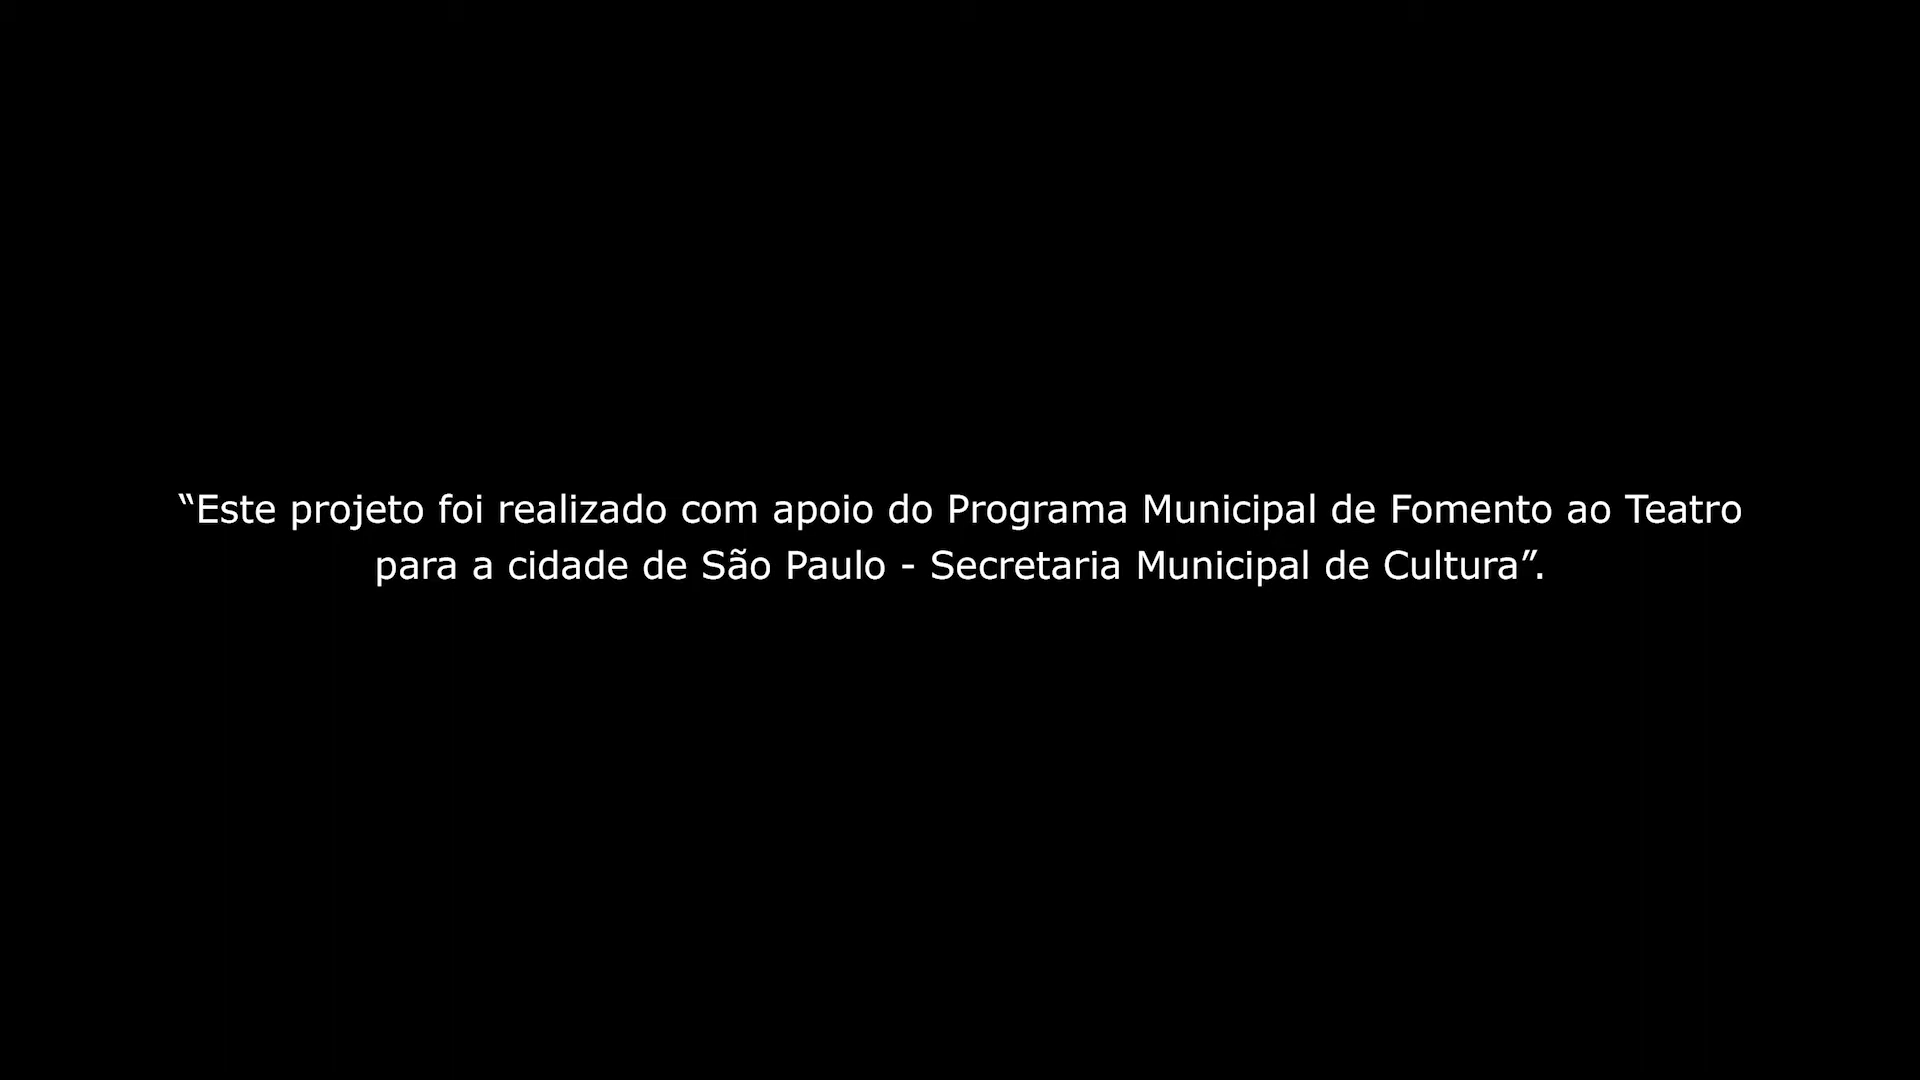 “Este projeto foi realizado com apoio do Programa Municipal de Fomento ao Teatro
para a cidade de São Paulo - Secretaria Municipal de Cultura”.